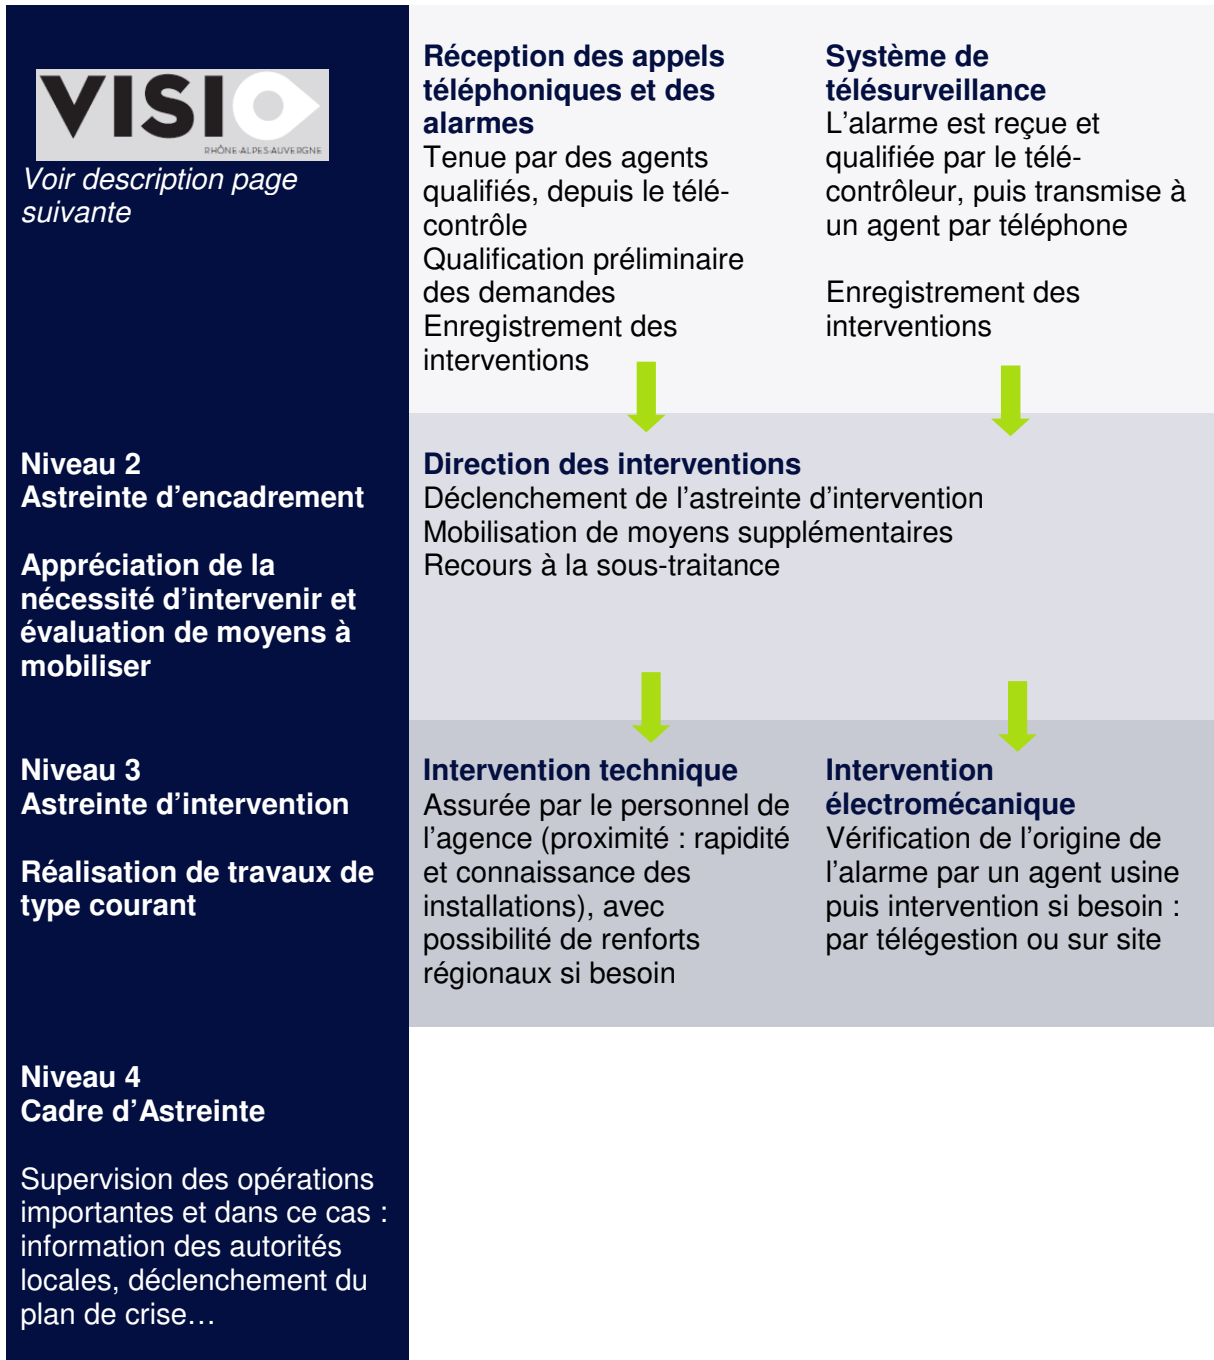 VISIO
RHÔNE-ALPES-AUVERGNE
Voir description page
suivante
Réception des appels
téléphoniques et des
alarmes
Tenue par des agents
qualifiés, depuis le télé-
contrôle
Qualification préliminaire
des demandes
Enregistrement des
interventions
Système de
télésurveillance
L’alarme est reçue et
qualifiée par le télé-
contrôleur, puis transmise à
un agent par téléphone
Enregistrement des
interventions
Niveau 2
Astreinte d’encadrement
Appréciation de la
nécessité d’intervenir et
évaluation de moyens à
mobiliser
Direction des interventions
Déclenchement de l’astreinte d’intervention
Mobilisation de moyens supplémentaires
Recours à la sous-traitance
Niveau 3
Astreinte d’intervention
Réalisation de travaux de
type courant
Intervention technique
Assurée par le personnel de
l’agence (proximité : rapidité
et connaissance des
installations), avec
possibilité de renforts
régionaux si besoin
Intervention
électromécanique
Vérification de l’origine de
l’alarme par un agent usine
puis intervention si besoin :
par télégestion ou sur site
Niveau 4
Cadre d’Astreinte
Supervision des opérations
importantes et dans ce cas :
information des autorités
locales, déclenchement du
plan de crise…